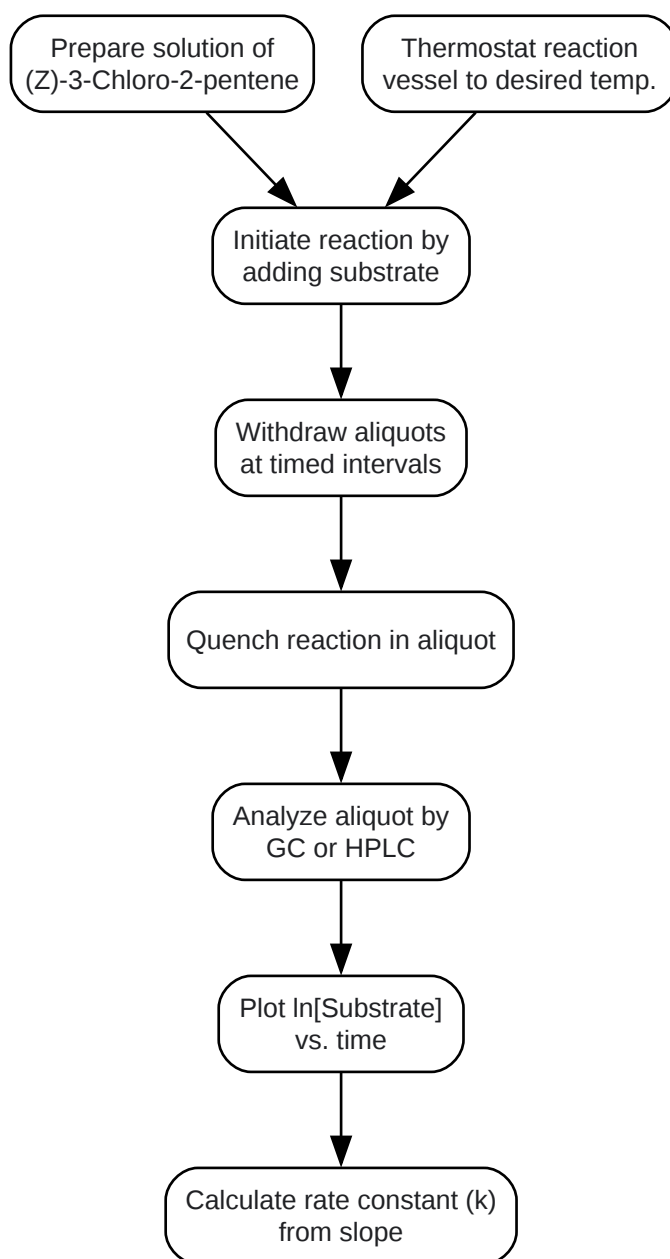 Prepare solution of
(Z)-3-Chloro-2-pentene
Thermostat reaction
vessel to desired temp.
Initiate reaction by
adding substrate
Withdraw aliquots
at timed intervals
Quench reaction in aliquot
Analyze aliquot by
GC or HPLC
Plot ln[Substrate]
vs. time
Calculate rate constant (k)
from slope